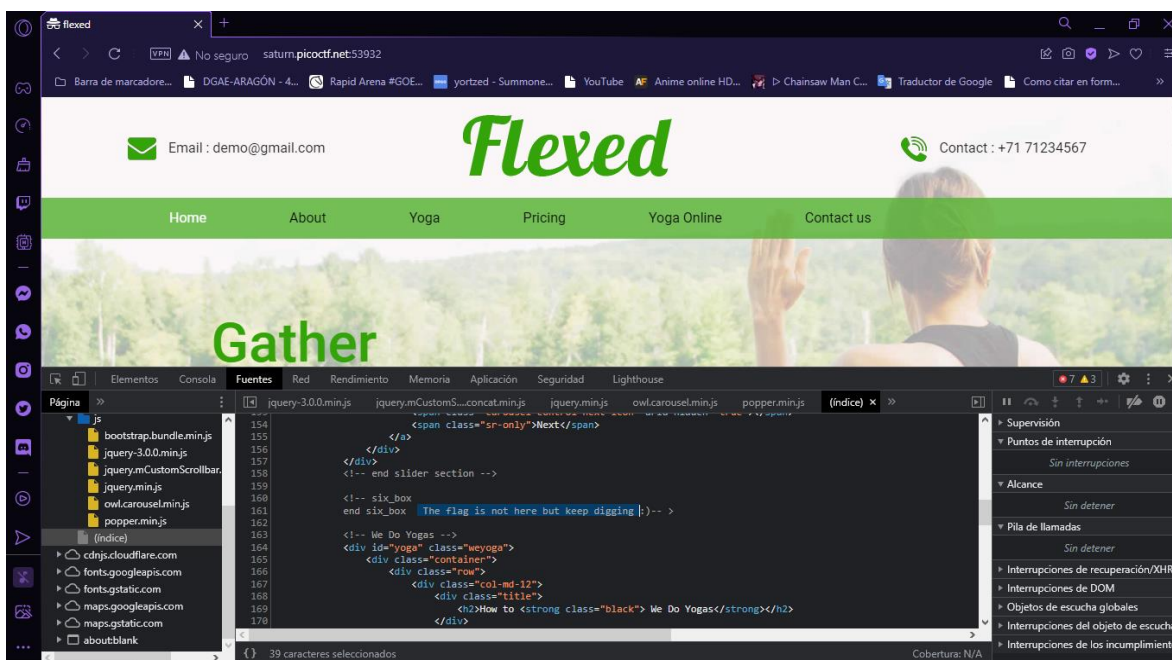 flexed
VPN No seguro saturn.picoctf.net:53932
Barra de marcadore... DGAE-ARAGÓN - 4... Rapid Arena #GOE... yortzed - Summone... YouTube AF Anime online HD... ▷ Chainsaw Man C... Traductor de Google Como citar en form... »
Email : demo@gmail.com
Flexed
Contact : +71 71234567
Home About Yoga Pricing Yoga Online Contact us
Gather
Elementos Consola Fuentes Red Rendimiento Memoria Aplicación Seguridad Lighthouse 7 3
Página » jquery-3.0.0.min.js jquery.mCustomS....concat.min.js jquery.min.js owl.carousel.min.js popper.min.js (índice) × »
js
bootstrap.bundle.min.js
jquery-3.0.0.min.js
jquery.mCustomScrollbar.
jquery.min.js
owl.carousel.min.js
popper.min.js
(índice)
cdnjs.cloudflare.com
fonts.googleapis.com
fonts.gstatic.com
maps.googleapis.com
maps.gstatic.com
about:blank
154 <span class="sr-only">Next</span>
155 </a>
156 </div>
157 </div>
158 <!-- end slider section -->
159
160 <!-- six_box
161 end six_box The flag is not here but keep digging :)-- >
162
163 <!-- We Do Yogas -->
164 <div id="yoga" class="weyoga">
165 <div class="container">
166 <div class="row">
167 <div class="col-md-12">
168 <div class="title">
169 <h2>How to <strong class="black"> We Do Yogas</strong></h2>
170 </div>
{} 39 caracteres seleccionados Cobertura: N/A
Supervisión
Puntos de interrupción
Sin interrupciones
Alcance
Sin detener
Pila de llamadas
Sin detener
Interrupciones de recuperación/XHR
Interrupciones de DOM
Objetos de escucha globales
Interrupciones del objeto de escucha
Interrupciones de los incumplimient